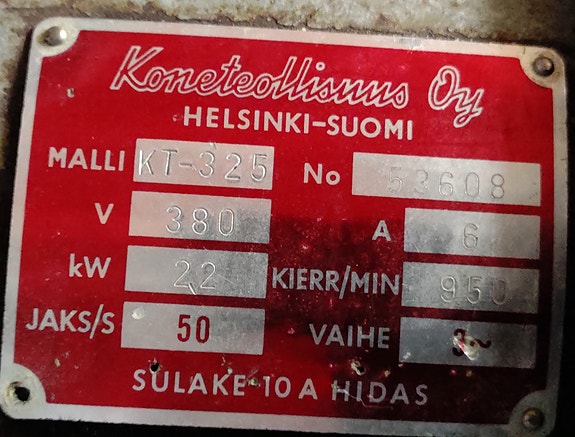 Koneteollisuus Oy
HELSINKI-SUOMI
MALLI KT-325 No 53608
V 380 A 6
kW 2,2 KIERR/MIN 950
JAKS/S 50 VAIHE 3~
SULAKE 10 A HIDAS